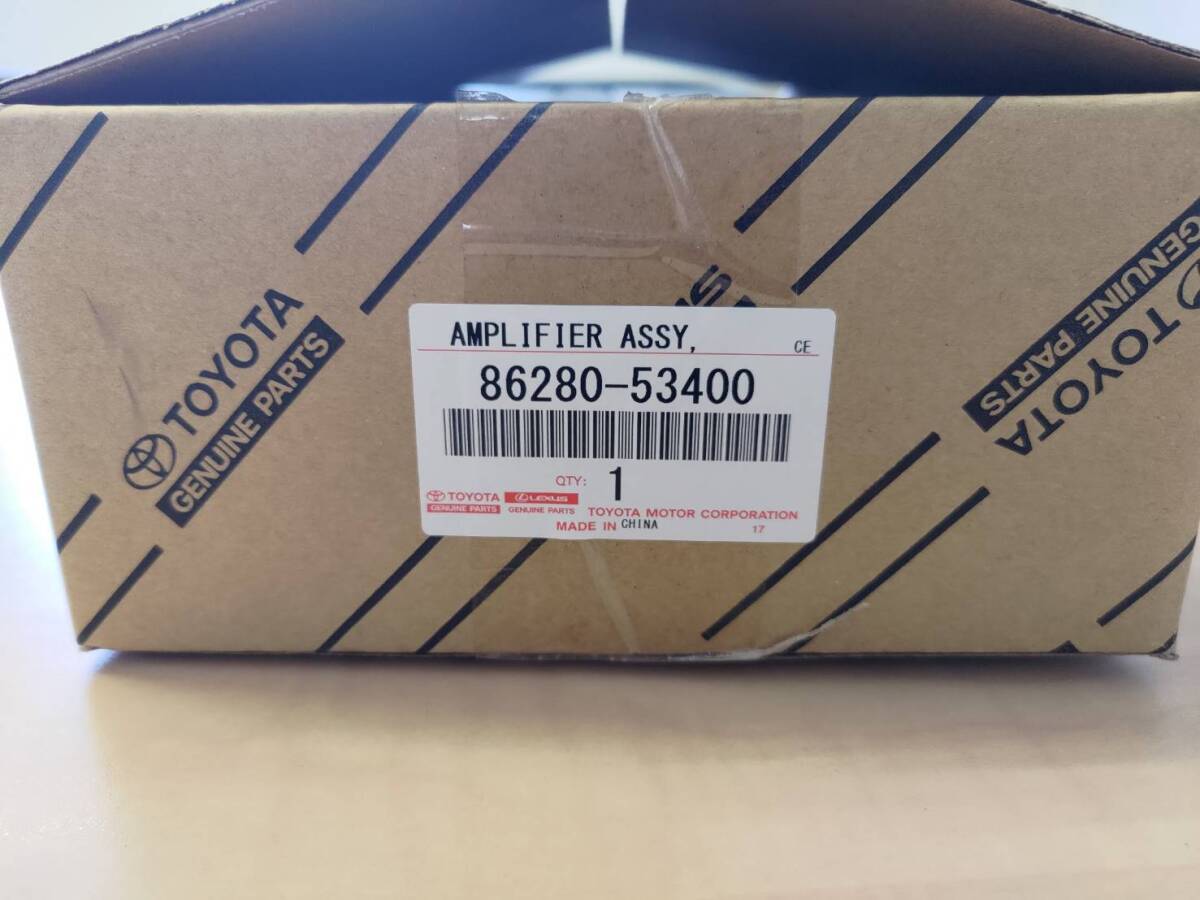 TOYOTA
GENUINE PARTS
TOYOTA
GENUINE PARTS
AMPLIFIER ASSY,
CE
86280-53400
QTY: 1
TOYOTA
GENUINE PARTS
LEXUS
GENUINE PARTS
TOYOTA MOTOR CORPORATION
MADE IN CHINA
17